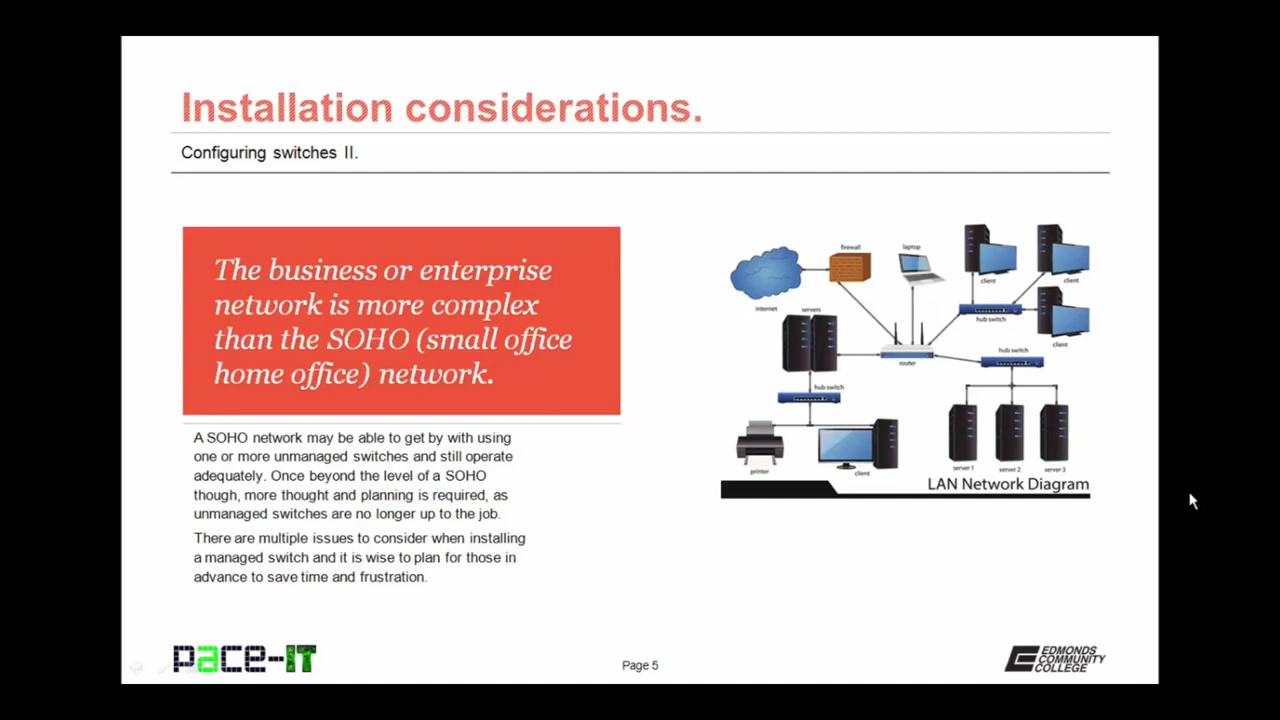 Installation considerations.
Configuring switches II.
The business or enterprise
network is more complex
than the SOHO (small office
home office) network.
A SOHO network may be able to get by with using
one or more unmanaged switches and still operate
adequately. Once beyond the level of a SOHO
though, more thought and planning is required, as
unmanaged switches are no longer up to the job.
There are multiple issues to consider when installing
a managed switch and it is wise to plan for those in
advance to save time and frustration.
firewall
laptop
client
client
internet
servers
hub switch
client
router
hub switch
hub switch
printer
client
server 1
server 2
server 3
LAN Network Diagram
pace-IT
Page 5
EDMONDS
COMMUNITY
COLLEGE